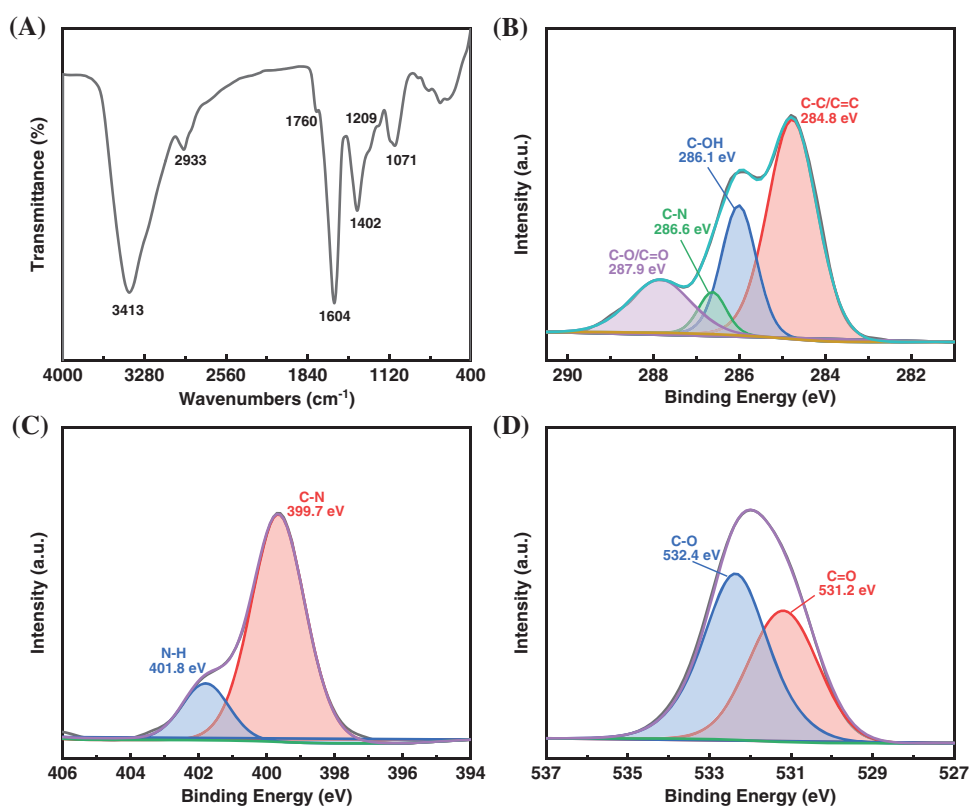 (A)
Transmittance (%)
1760
1209
2933
1071
1402
3413
1604
4000 3280 2560 1840 1120 400
Wavenumbers (cm⁻¹)
(B)
Intensity (a.u.)
C-C/C=C
284.8 eV
C-OH
286.1 eV
C-N
286.6 eV
C-O/C=O
287.9 eV
290 288 286 284 282
Binding Energy (eV)
(C)
Intensity (a.u.)
C-N
399.7 eV
N-H
401.8 eV
406 404 402 400 398 396 394
Binding Energy (eV)
(D)
Intensity (a.u.)
C-O
532.4 eV
C=O
531.2 eV
537 535 533 531 529 527
Binding Energy (eV)